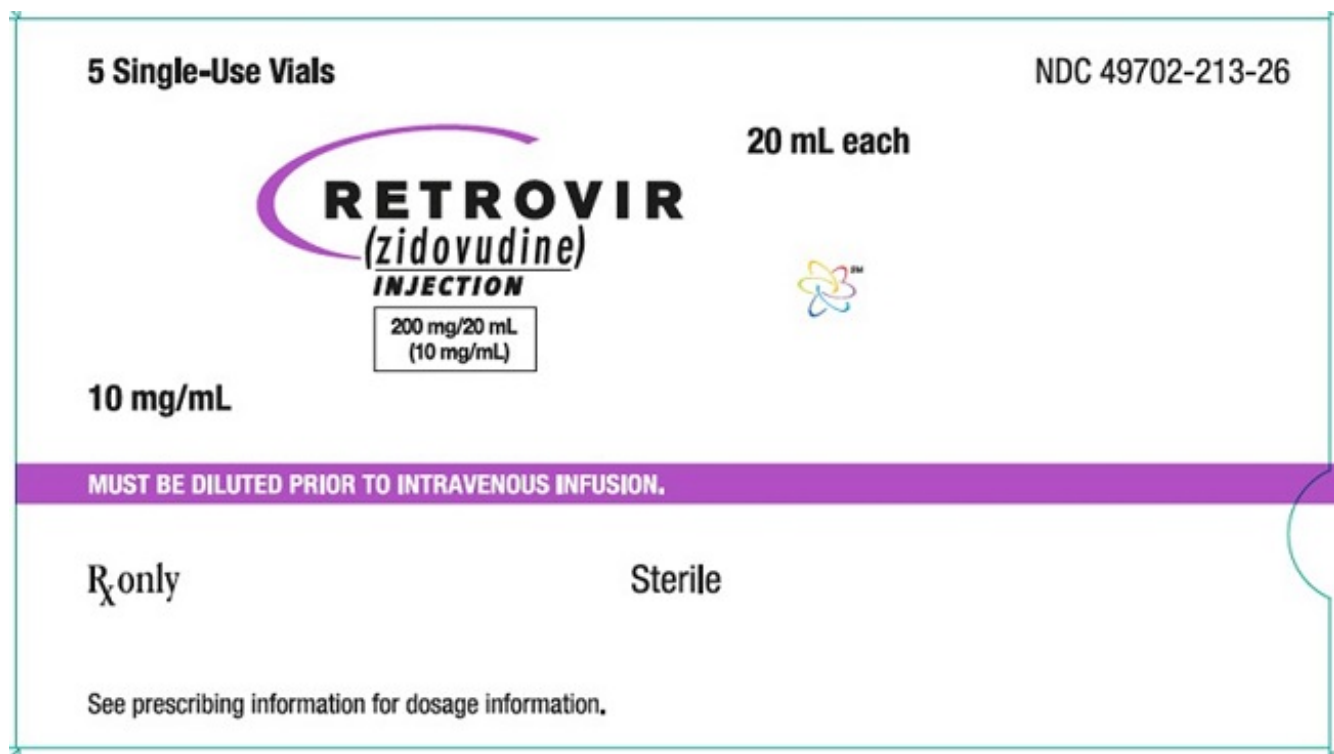 5 Single-Use Vials
NDC 49702-213-26
20 mL each
RETROVIR
(zidovudine)
INJECTION
200 mg/20 mL
(10 mg/mL)
SM
10 mg/mL
MUST BE DILUTED PRIOR TO INTRAVENOUS INFUSION.
Rx only
Sterile
See prescribing information for dosage information.